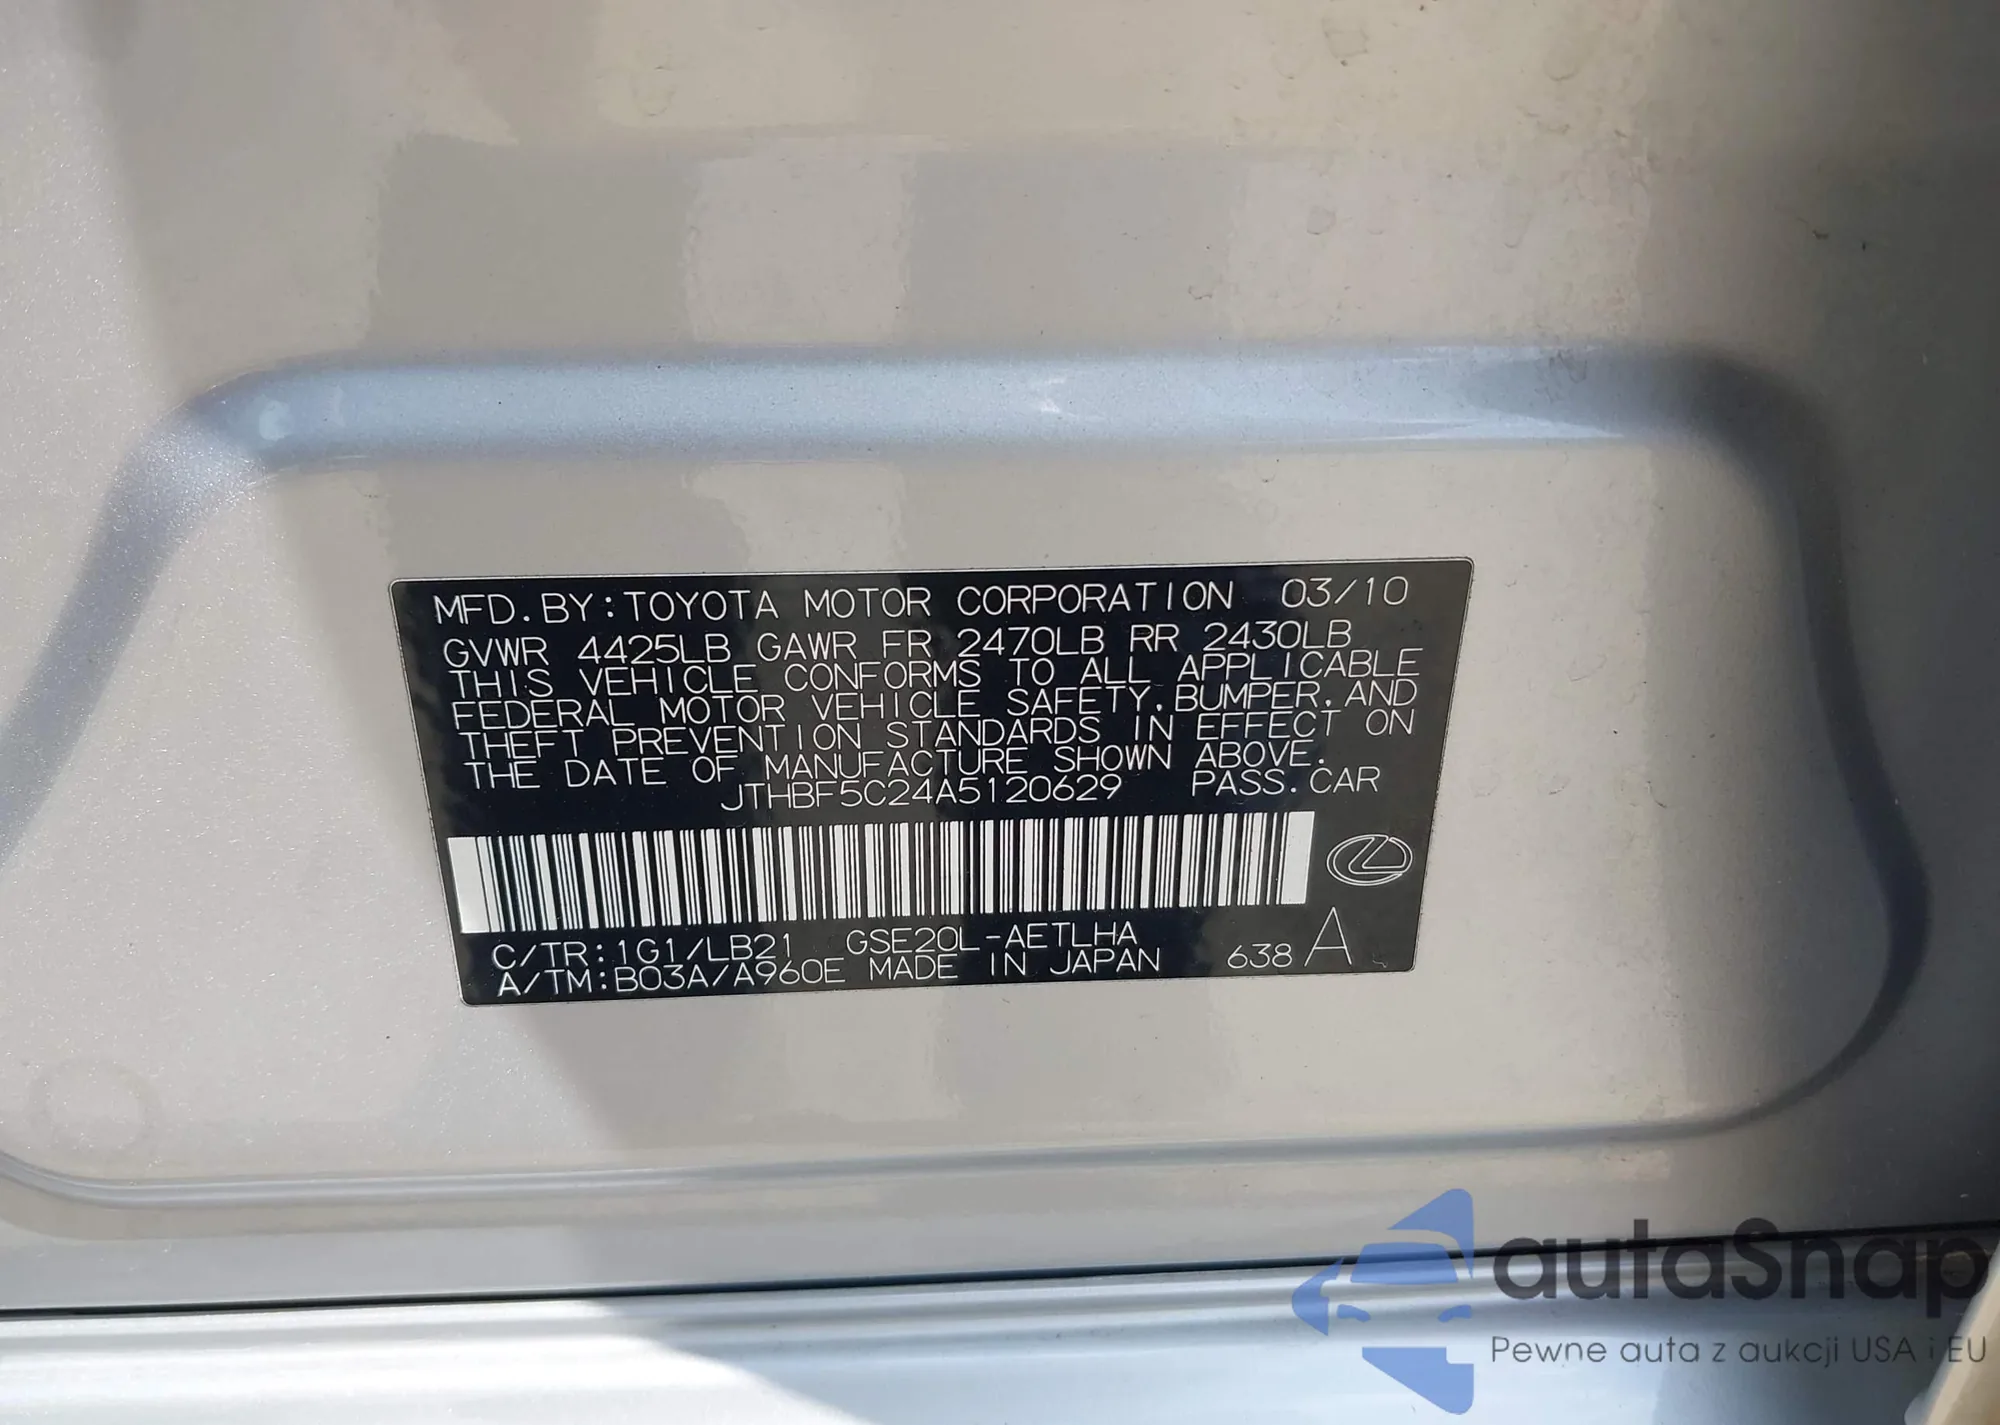 MFD. BY: TOYOTA MOTOR CORPORATION 03/10
GVWR 4425LB GAWR FR 2470LB RR 2430LB
THIS VEHICLE CONFORMS TO ALL APPLICABLE
FEDERAL MOTOR VEHICLE SAFETY, BUMPER, AND
THEFT PREVENTION STANDARDS IN EFFECT ON
THE DATE OF MANUFACTURE SHOWN ABOVE.
JTHBF5C24A5120629 PASS. CAR
C/TR: 1G1/LB21 GSE20L-AETLHA
A/TM: B03A/A960E MADE IN JAPAN 638 A
autaSnap
Pewne auta z aukcji USA i EU